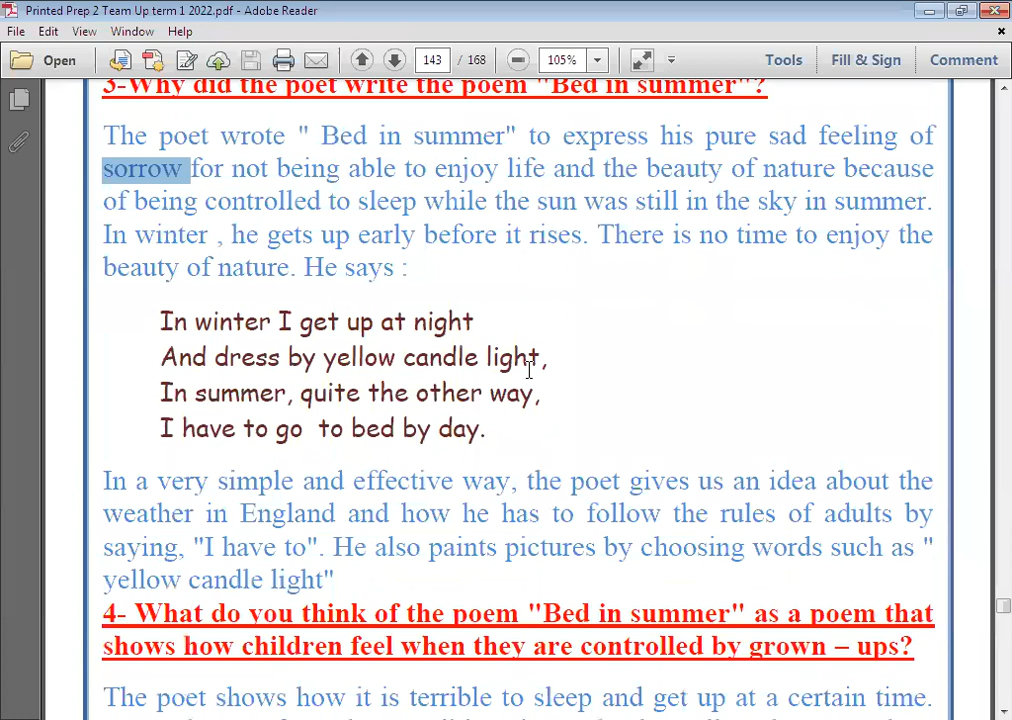 Printed Prep 2 Team Up.term 1 2022.pdf - Adobe Reader
File Edit View Window Help
Open 143 / 168 105% Tools Fill & Sign Comment
3-Why did the poet write the poem "Bed in summer"?
The poet wrote " Bed in summer" to express his pure sad feeling of
sorrow for not being able to enjoy life and the beauty of nature because
of being controlled to sleep while the sun was still in the sky in summer.
In winter , he gets up early before it rises. There is no time to enjoy the
beauty of nature. He says :
In winter I get up at night
And dress by yellow candle light,
In summer, quite the other way,
I have to go to bed by day.
In a very simple and effective way, the poet gives us an idea about the
weather in England and how he has to follow the rules of adults by
saying, "I have to". He also paints pictures by choosing words such as "
yellow candle light"
4- What do you think of the poem "Bed in summer" as a poem that
shows how children feel when they are controlled by grown – ups?
The poet shows how it is terrible to sleep and get up at a certain time.